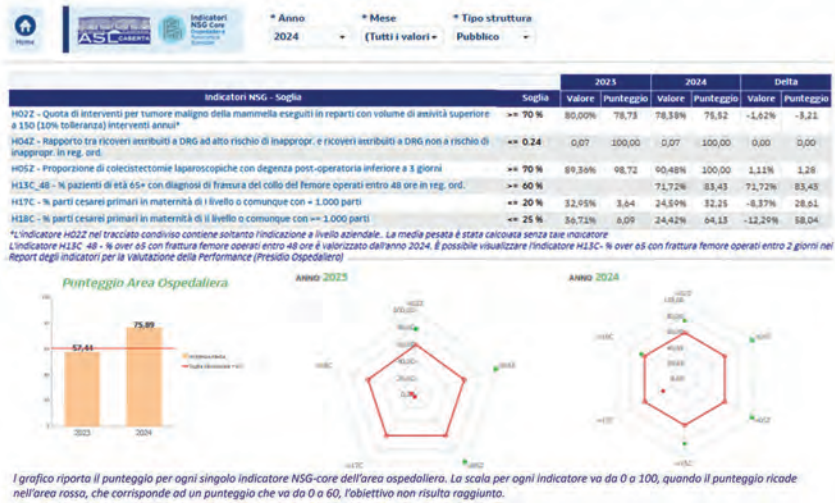 Home
ASL CASERTA
Indicatori
NSG Core
* Anno
* Mese
* Tipo struttura
2024
(Tutti i valori
Pubblico
2023
2024
Delta
Indicatori NSG - Soglia
Soglia
Valore
Punteggio
Valore
Punteggio
Valore
Punteggio
H02Z - Quota di interventi per tumore maligno della mammella eseguiti in reparti con volume di attività superiore
a 150 (10% tolleranza) interventi annui*
>= 70 %
80,00%
78,73
78,38%
75,52
-1,62%
-3,21
H04Z - Rapporto tra ricoveri attribuiti a DRG ad alto rischio di inappropr. e ricoveri attribuiti a DRG non a rischio di
inappropr. in reg. ord.
<= 0.24
0,07
100,00
0,07
100,00
0,00
0,00
H05Z - Proporzione di colecistectomie laparoscopiche con degenza post-operatoria inferiore a 3 giorni
>= 70 %
89,36%
98,72
90,48%
100,00
1,11%
1,28
H13C_48 - % pazienti di età 65+ con diagnosi di frattura del collo del femore operati entro 48 ore in reg. ord.
>= 60 %
71,72%
83,43
71,72%
83,43
H17C - % parti cesarei primari in maternità di I livello o comunque con < 1.000 parti
<= 20 %
32,95%
3,64
24,59%
32,25
-8,37%
28,61
H18C - % parti cesarei primari in maternità di II livello o comunque con >= 1.000 parti
<= 25 %
36,71%
6,09
24,42%
64,13
-12,29%
58,04
*L'indicatore H02Z nel tracciato condiviso contiene soltanto l'indicazione a livello aziendale. La media pesata è stata calcolata senza tale indicatore
L'indicatore H13C 48 - % over 65 con frattura femore operati entro 48 ore è valorizzato dall'anno 2024. È possibile visualizzare l'indicatore H13C- % over 65 con frattura femore operati entro 2 giorni nel
Report degli indicatori per la Valutazione della Performance (Presidio Ospedaliero)
Punteggio Area Ospedaliera
57,44
75,89
2023
2024
ANNO 2023
H02Z
H18C
H17C
H05Z
ANNO 2024
H02Z
H18C
H17C
H13C
H05Z
l grafico riporta il punteggio per ogni singolo indicatore NSG-core dell'area ospedaliera. La scala per ogni indicatore va da 0 a 100, quando il punteggio ricade
nell'area rossa, che corrisponde ad un punteggio che va da 0 a 60, l'obiettivo non risulta raggiunto.